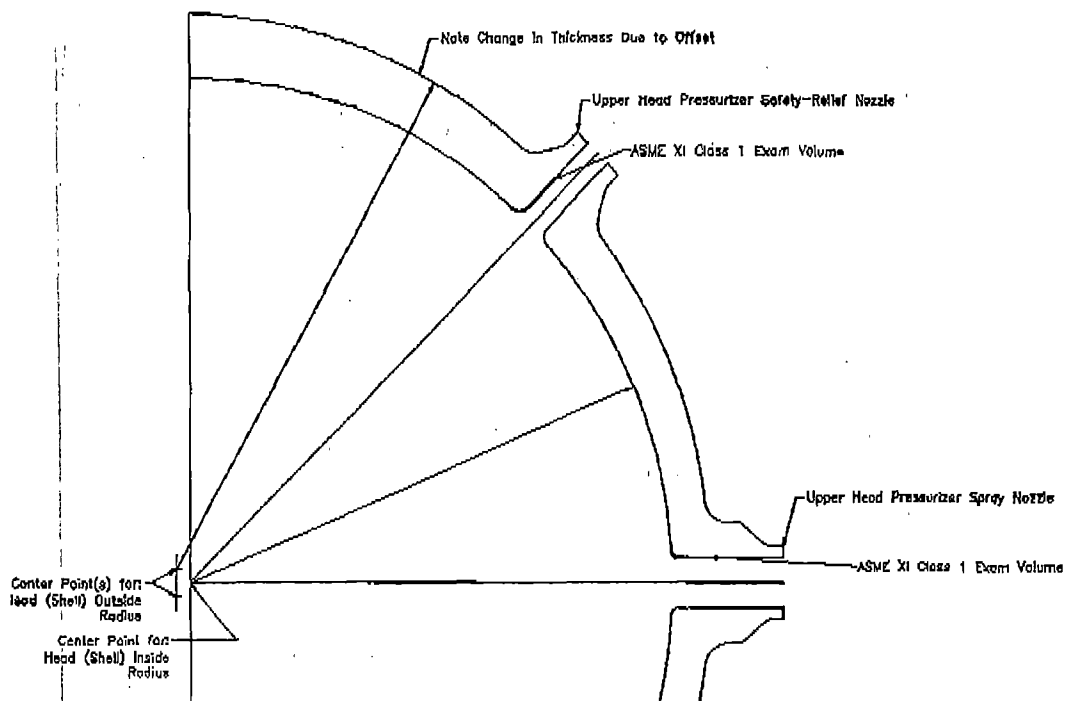 Note Change In Thickness Due to Offset
Upper Head Pressurizer Safety-Relief Nozzle
ASME XI Class 1 Exam Volume
Upper Head Pressurizer Spray Nozzle
ASME XI Class 1 Exam Volume
Center Point(s) for:
Head (Shell) Outside
Radius
Center Point for:
Head (Shell) Inside
Radius